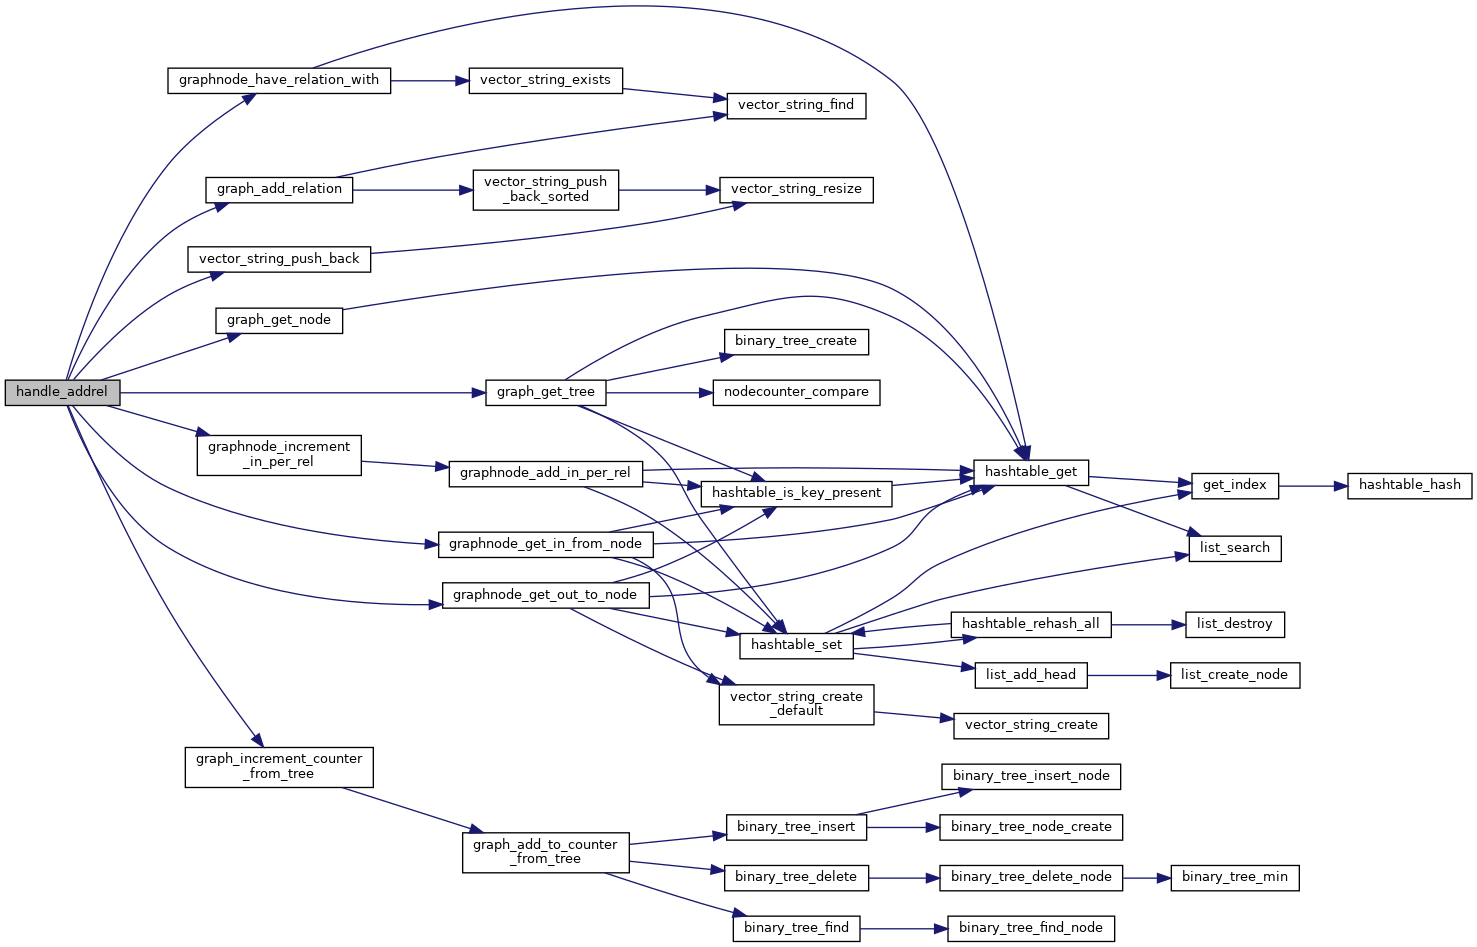 handle_addrel
graphnode_have_relation_with
vector_string_exists
vector_string_find
graph_add_relation
vector_string_push
_back_sorted
vector_string_resize
vector_string_push_back
graph_get_node
graph_get_tree
binary_tree_create
nodecounter_compare
graphnode_increment
_in_per_rel
graphnode_add_in_per_rel
hashtable_is_key_present
hashtable_get
get_index
hashtable_hash
list_search
graphnode_get_in_from_node
graphnode_get_out_to_node
hashtable_set
hashtable_rehash_all
list_destroy
list_add_head
list_create_node
vector_string_create
_default
vector_string_create
graph_increment_counter
_from_tree
graph_add_to_counter
_from_tree
binary_tree_insert
binary_tree_insert_node
binary_tree_node_create
binary_tree_delete
binary_tree_delete_node
binary_tree_min
binary_tree_find
binary_tree_find_node